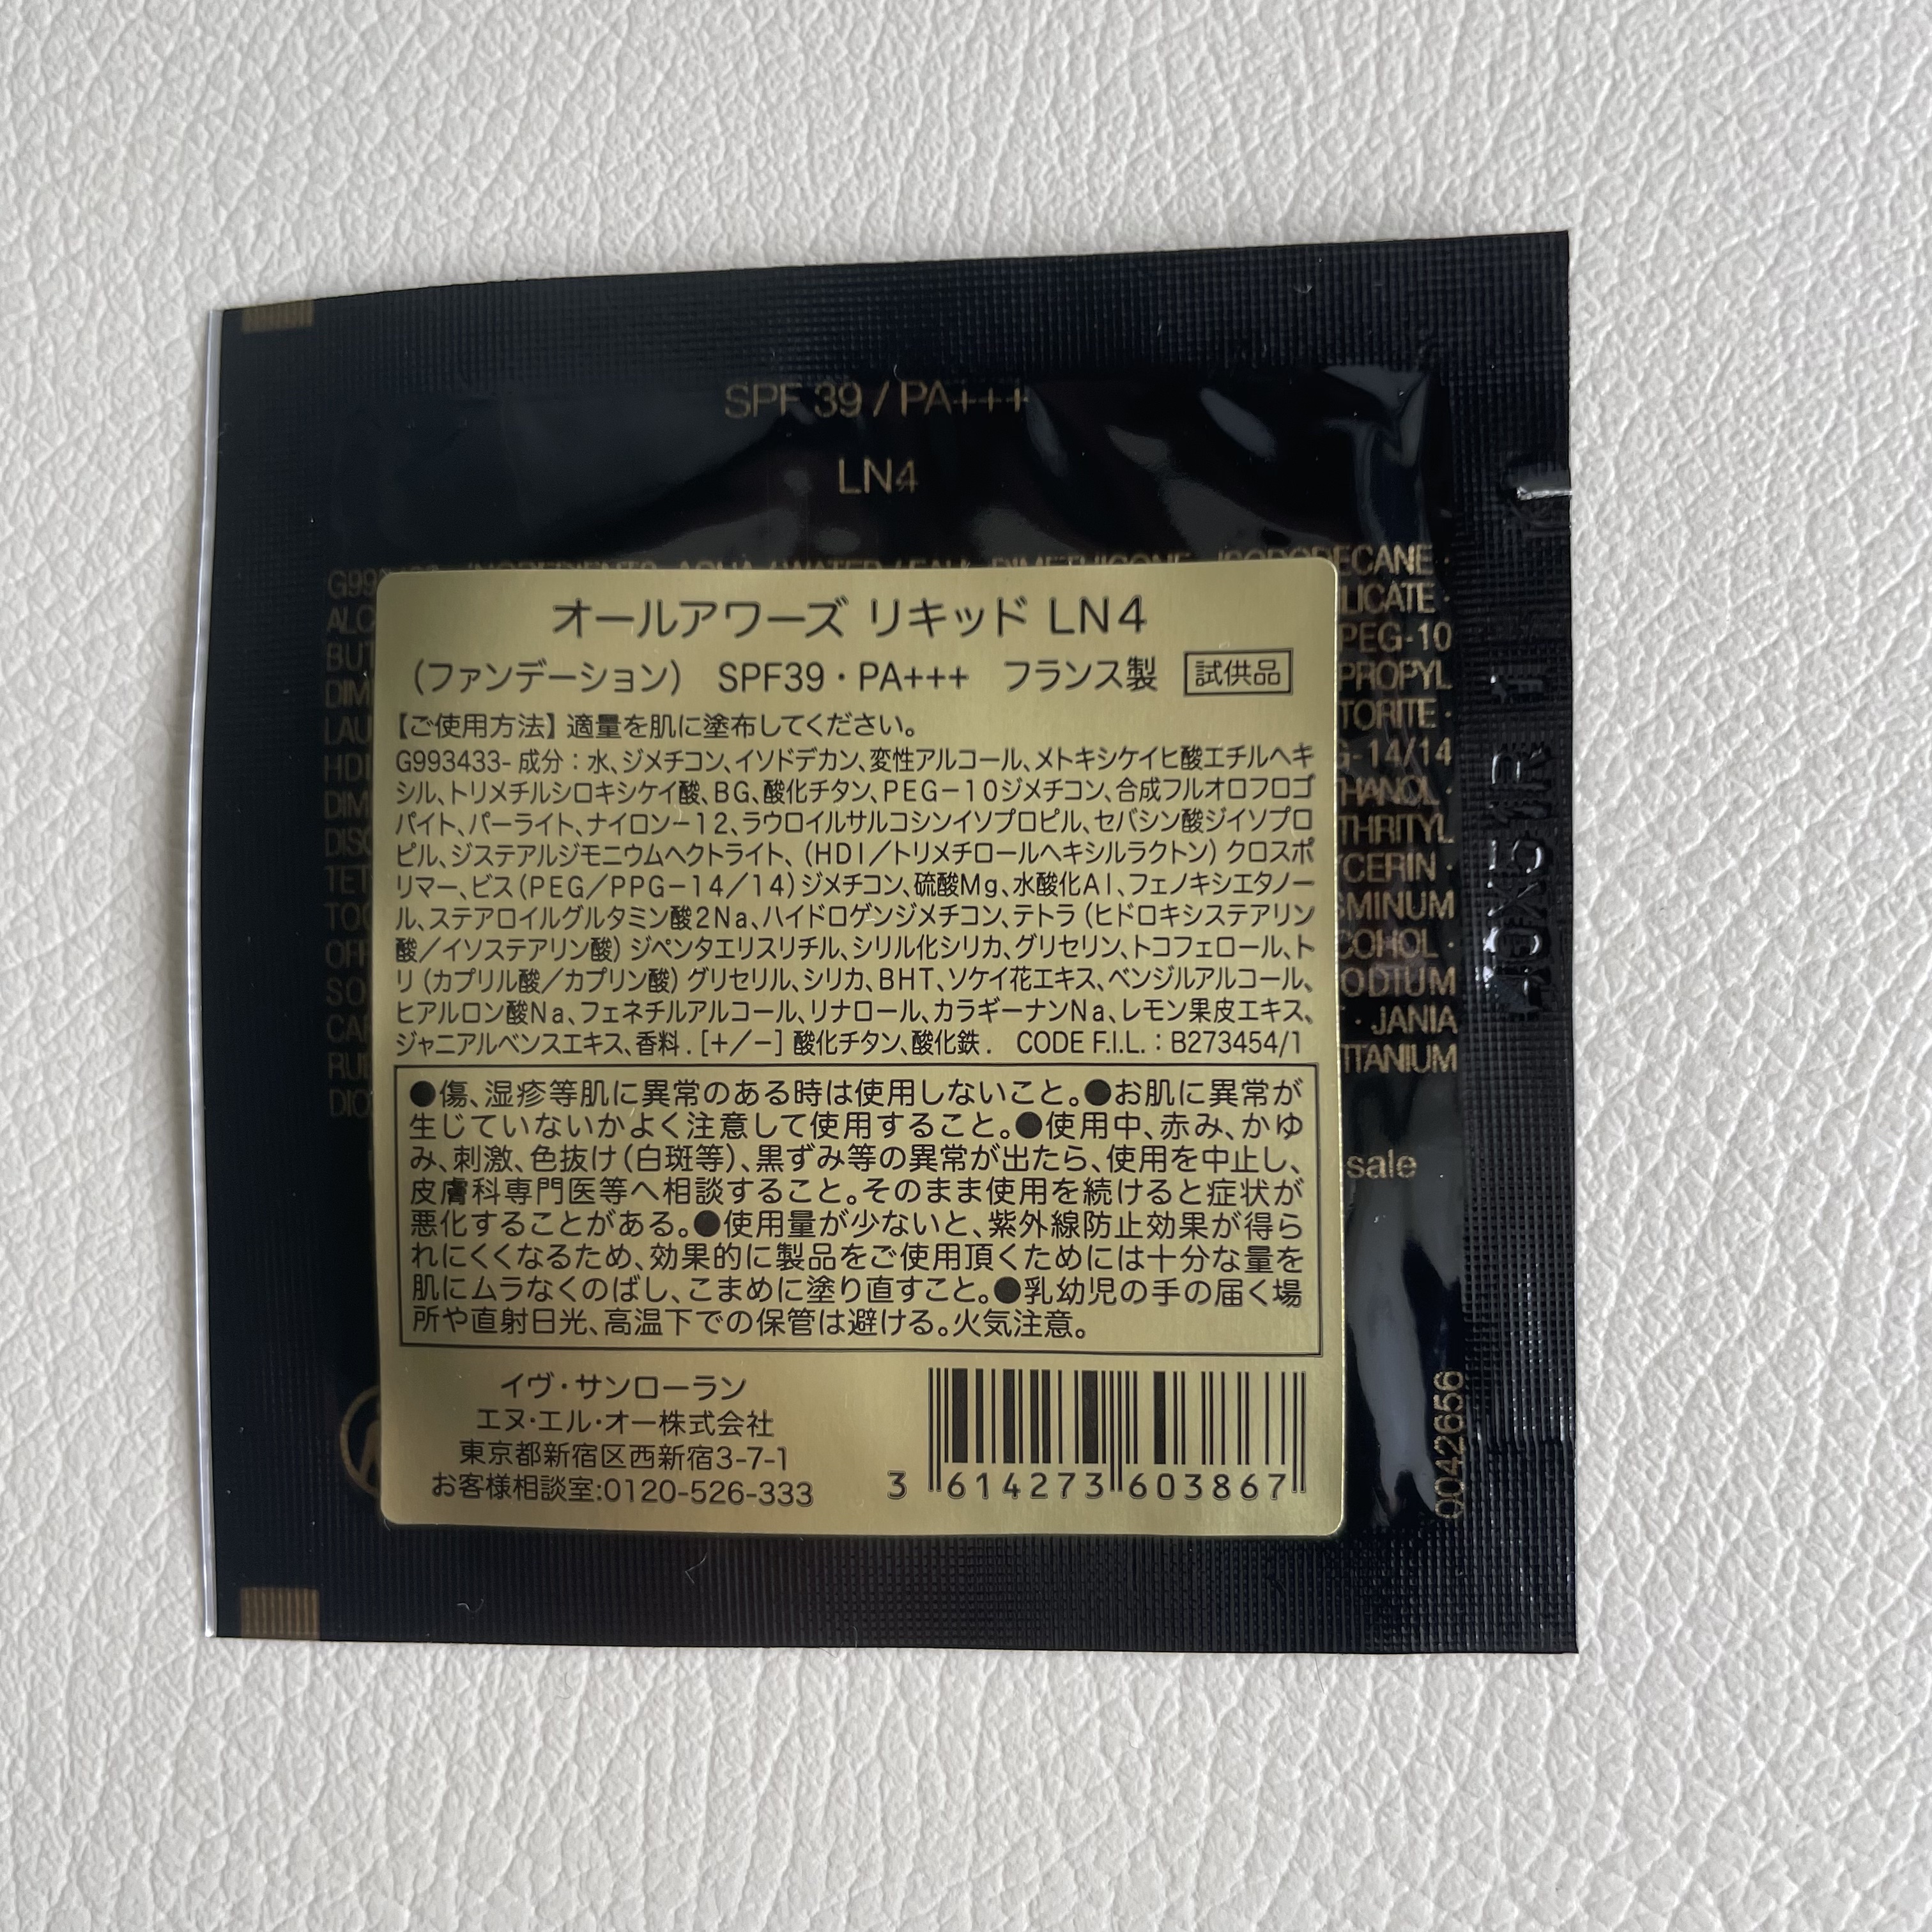 SPF 39 / PA+++
LN4
オールアワーズ リキッド LN4
（ファンデーション） SPF39・PA+++ フランス製 試供品
【ご使用方法】適量を肌に塗布してください。
G993433- 成分：水、ジメチコン、イソドデカン、変性アルコール、メトキシケイヒ酸エチルヘキ
シル、トリメチルシロキシケイ酸、BG、酸化チタン、PEG－10ジメチコン、合成フルオロフロゴ
パイト、パーライト、ナイロン－12、ラウロイルサルコシンイソプロピル、セバシン酸ジイソプロ
ピル、ジステアルジモニウムヘクトライト、（HDI／トリメチロールヘキシルラクトン）クロスポ
リマー、ビス（PEG／PPG－14／14）ジメチコン、硫酸Mg、水酸化Al、フェノキシエタノー
ル、ステアロイルグルタミン酸2Na、ハイドロゲンジメチコン、テトラ（ヒドロキシステアリン
酸／イソステアリン酸）ジペンタエリスリチル、シリル化シリカ、グリセリン、トコフェロール、ト
リ（カプリル酸／カプリン酸）グリセリル、シリカ、BHT、ソケイ花エキス、ベンジルアルコール、
ヒアルロン酸Na、フェネチルアルコール、リナロール、カラギーナンNa、レモン果皮エキス、
ジャニアルベンスエキス、香料．[＋／－] 酸化チタン、酸化鉄． CODE F.I.L.：B273454/1
●傷、湿疹等肌に異常のある時は使用しないこと。●お肌に異常が
生じていないかよく注意して使用すること。●使用中、赤み、かゆ
み、刺激、色抜け（白斑等）、黒ずみ等の異常が出たら、使用を中止し、
皮膚科専門医等へ相談すること。そのまま使用を続けると症状が
悪化することがある。●使用量が少ないと、紫外線防止効果が得ら
れにくくなるため、効果的に製品をご使用頂くためには十分な量を
肌にムラなくのばし、こまめに塗り直すこと。●乳幼児の手の届く場
所や直射日光、高温下での保管は避ける。火気注意。
イヴ・サンローラン
エヌ・エル・オー株式会社
東京都新宿区西新宿3-7-1
お客様相談室:0120-526-333
3 614273 603867
ECANE ·
LICATE ·
PEG-10
PROPYL
TORITE ·
G-14/14
THANOL ·
THRITYL
CERIN ·
MINUM
COHOL ·
ODIUM
· JANIA
ITANIUM
sale
0042656